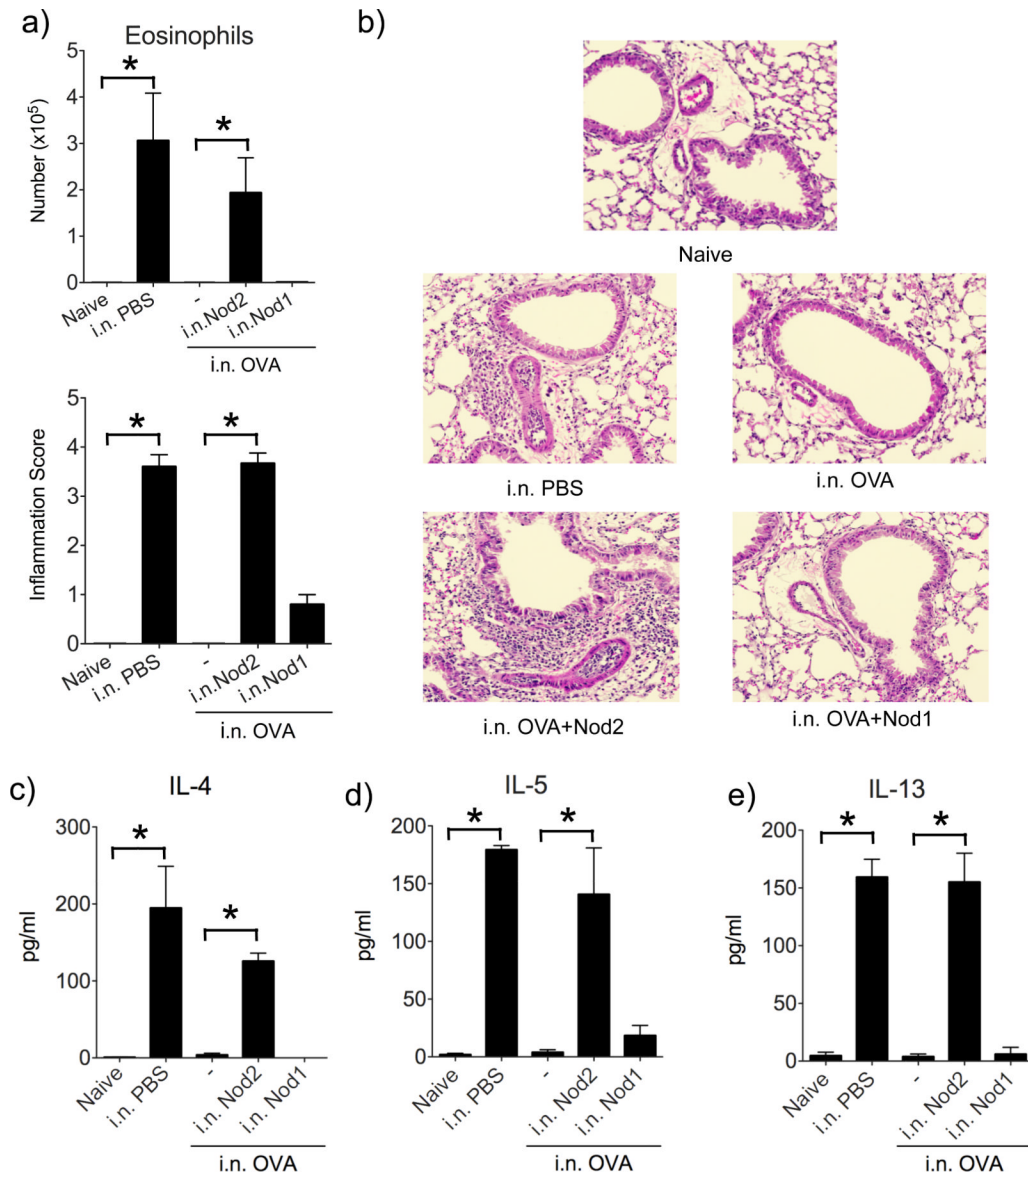 a)
Eosinophils
Number (x10⁵)
5
4
3
2
1
0
*
*
Naive
i.n. PBS
-
i.n.Nod2
i.n.Nod1
i.n. OVA
Inflammation Score
5
4
3
2
1
0
*
*
Naive
i.n. PBS
-
i.n.Nod2
i.n.Nod1
i.n. OVA
b)
Naive
i.n. PBS
i.n. OVA
i.n. OVA+Nod2
i.n. OVA+Nod1
c)
IL-4
pg/ml
300
200
100
0
*
*
Naive
i.n. PBS
-
i.n. Nod2
i.n. Nod1
i.n. OVA
d)
IL-5
pg/ml
200
150
100
50
0
*
*
Naive
i.n. PBS
-
i.n. Nod2
i.n. Nod1
i.n. OVA
e)
IL-13
pg/ml
200
150
100
50
0
*
*
Naive
i.n. PBS
-
i.n. Nod2
i.n. Nod1
i.n. OVA